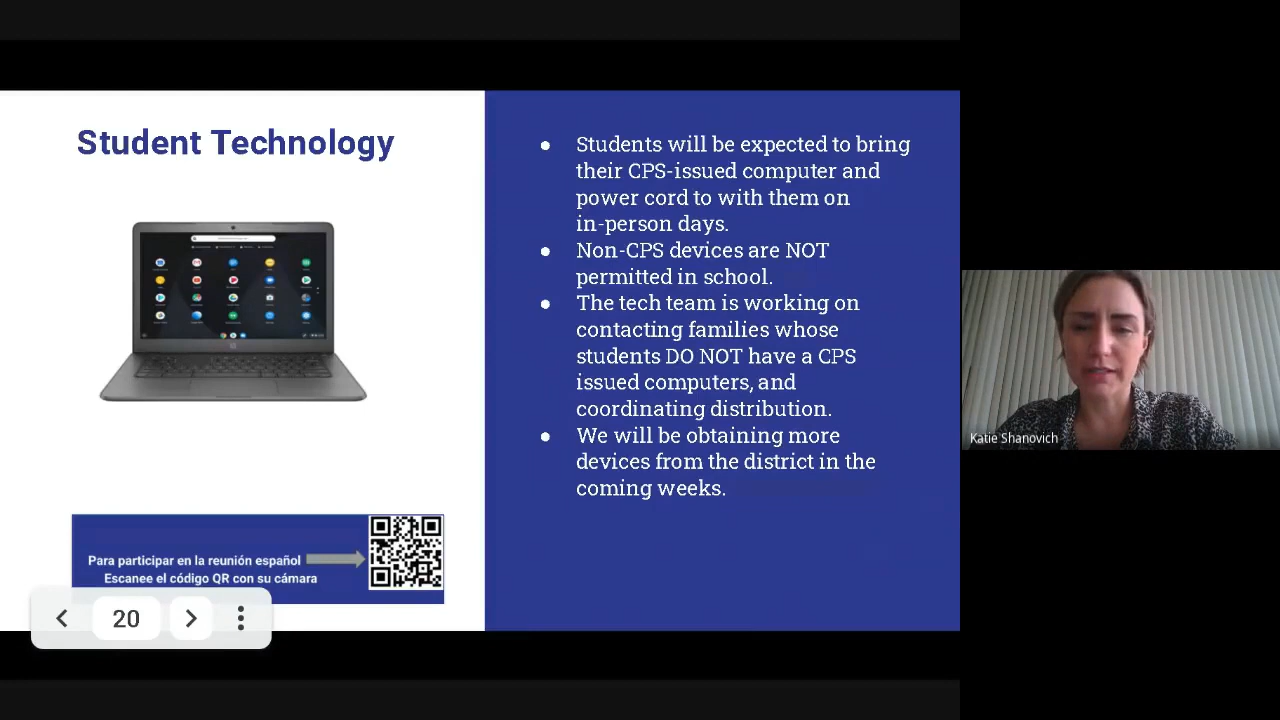 Student Technology
● Students will be expected to bring
their CPS-issued computer and
power cord to with them on
in-person days.
● Non-CPS devices are NOT
permitted in school.
● The tech team is working on
contacting families whose
students DO NOT have a CPS
issued computers, and
coordinating distribution.
● We will be obtaining more
devices from the district in the
coming weeks.
Para participar en la reunión español
Escanee el código QR con su cámara
20
Katie Shanovich